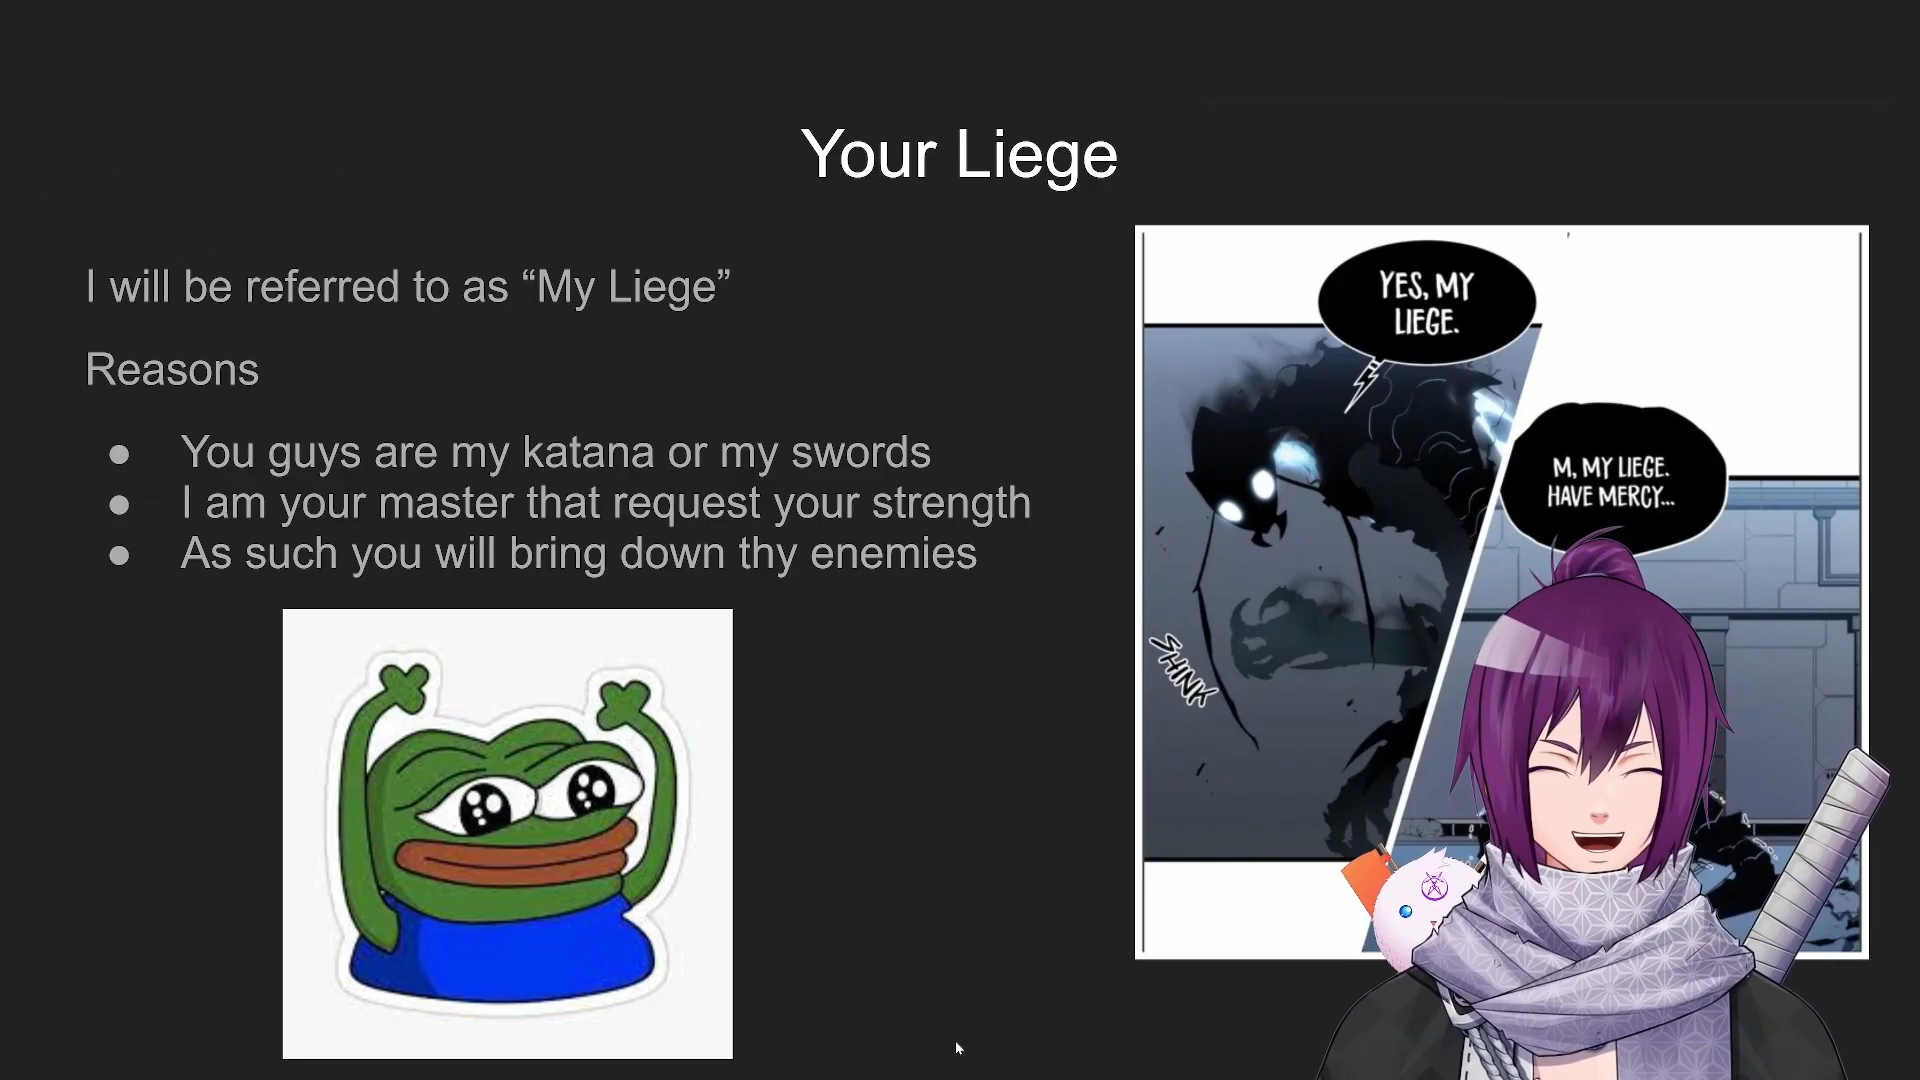 Your Liege
I will be referred to as “My Liege”
Reasons
● You guys are my katana or my swords
● I am your master that request your strength
● As such you will bring down thy enemies
YES, MY
LIEGE.
M, MY LIEGE.
HAVE MERCY...
SHINK